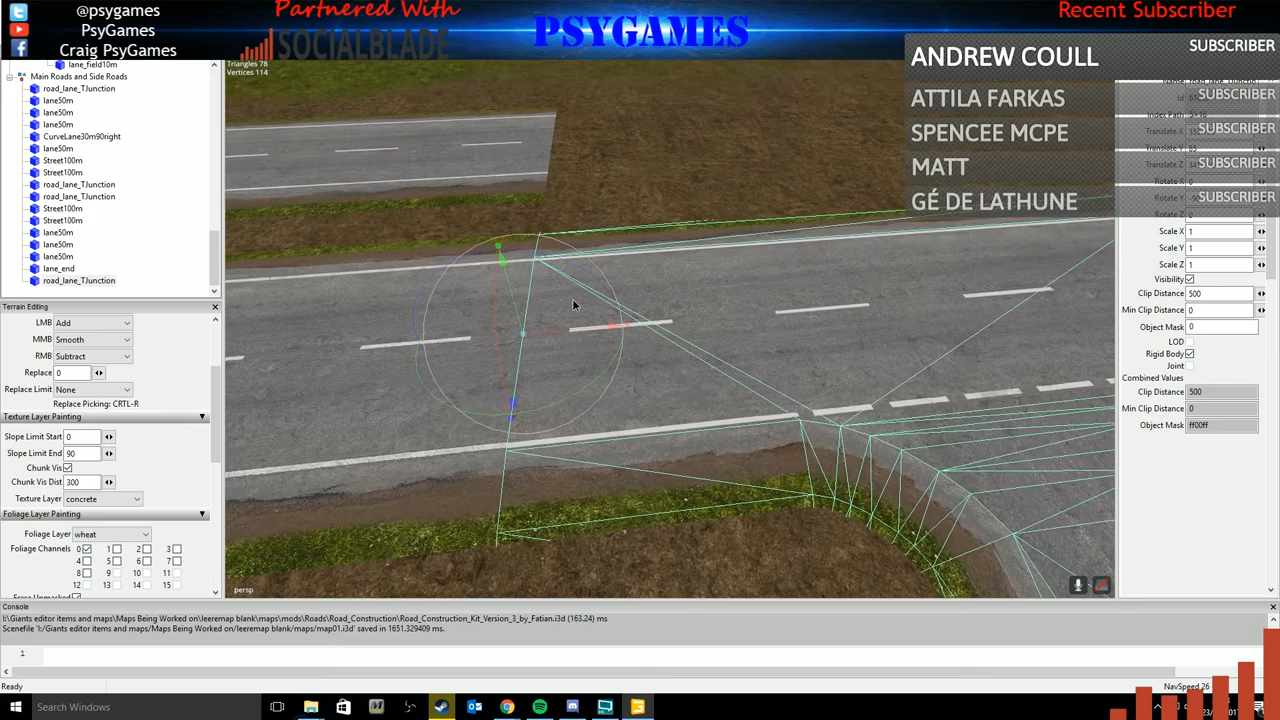 @psygames
PsyGames
Craig PsyGames
Partnered With
SOCIALBLADE
PSYGAMES
Recent Subscriber
ANDREW COULL
SUBSCRIBER
ATTILA FARKAS
SUBSCRIBER
SPENCEE MCPE
SUBSCRIBER
MATT
SUBSCRIBER
GÉ DE LATHUNE
SUBSCRIBER
lane_field10m
Main Roads and Side Roads
road_lane_TJunction
lane50m
lane50m
lane50m
CurveLane30m90right
lane50m
Street100m
Street100m
road_lane_TJunction
road_lane_TJunction
Street100m
Street100m
lane50m
lane50m
lane50m
lane_end
road_lane_TJunction
Terrain Editing
LMB Add
MMB Smooth
RMB Subtract
Replace 0
Replace Limit None
Replace Picking: CRTL-R
Texture Layer Painting
Slope Limit Start 0
Slope Limit End 90
Chunk Vis
Chunk Vis Dist 300
Texture Layer concrete
Foliage Layer Painting
Foliage Layer wheat
Foliage Channels 0 1 2 3
4 5 6 7
8 9 10 11
12 13 14 15
Triangles 78
Vertices 114
persp
Scale X 1
Scale Y 1
Scale Z 1
Visibility
Clip Distance 500
Min Clip Distance 0
Object Mask 0
LOD
Rigid Body
Joint
Combined Values
Clip Distance 500
Min Clip Distance 0
Object Mask ff00ff
Console
I:\Giants editor items and maps\Maps Being Worked on\leeremap blank\maps\mods\Roads\Road_Construction\Road_Construction_Kit_Version_3_by_Fatian.i3d (163.24) ms
Scenefile 'I:/Giants editor items and maps/Maps Being Worked on/leeremap blank/maps/map01.i3d' saved in 1651.329409 ms.
1
Ready
NavSpeed 26
Search Windows